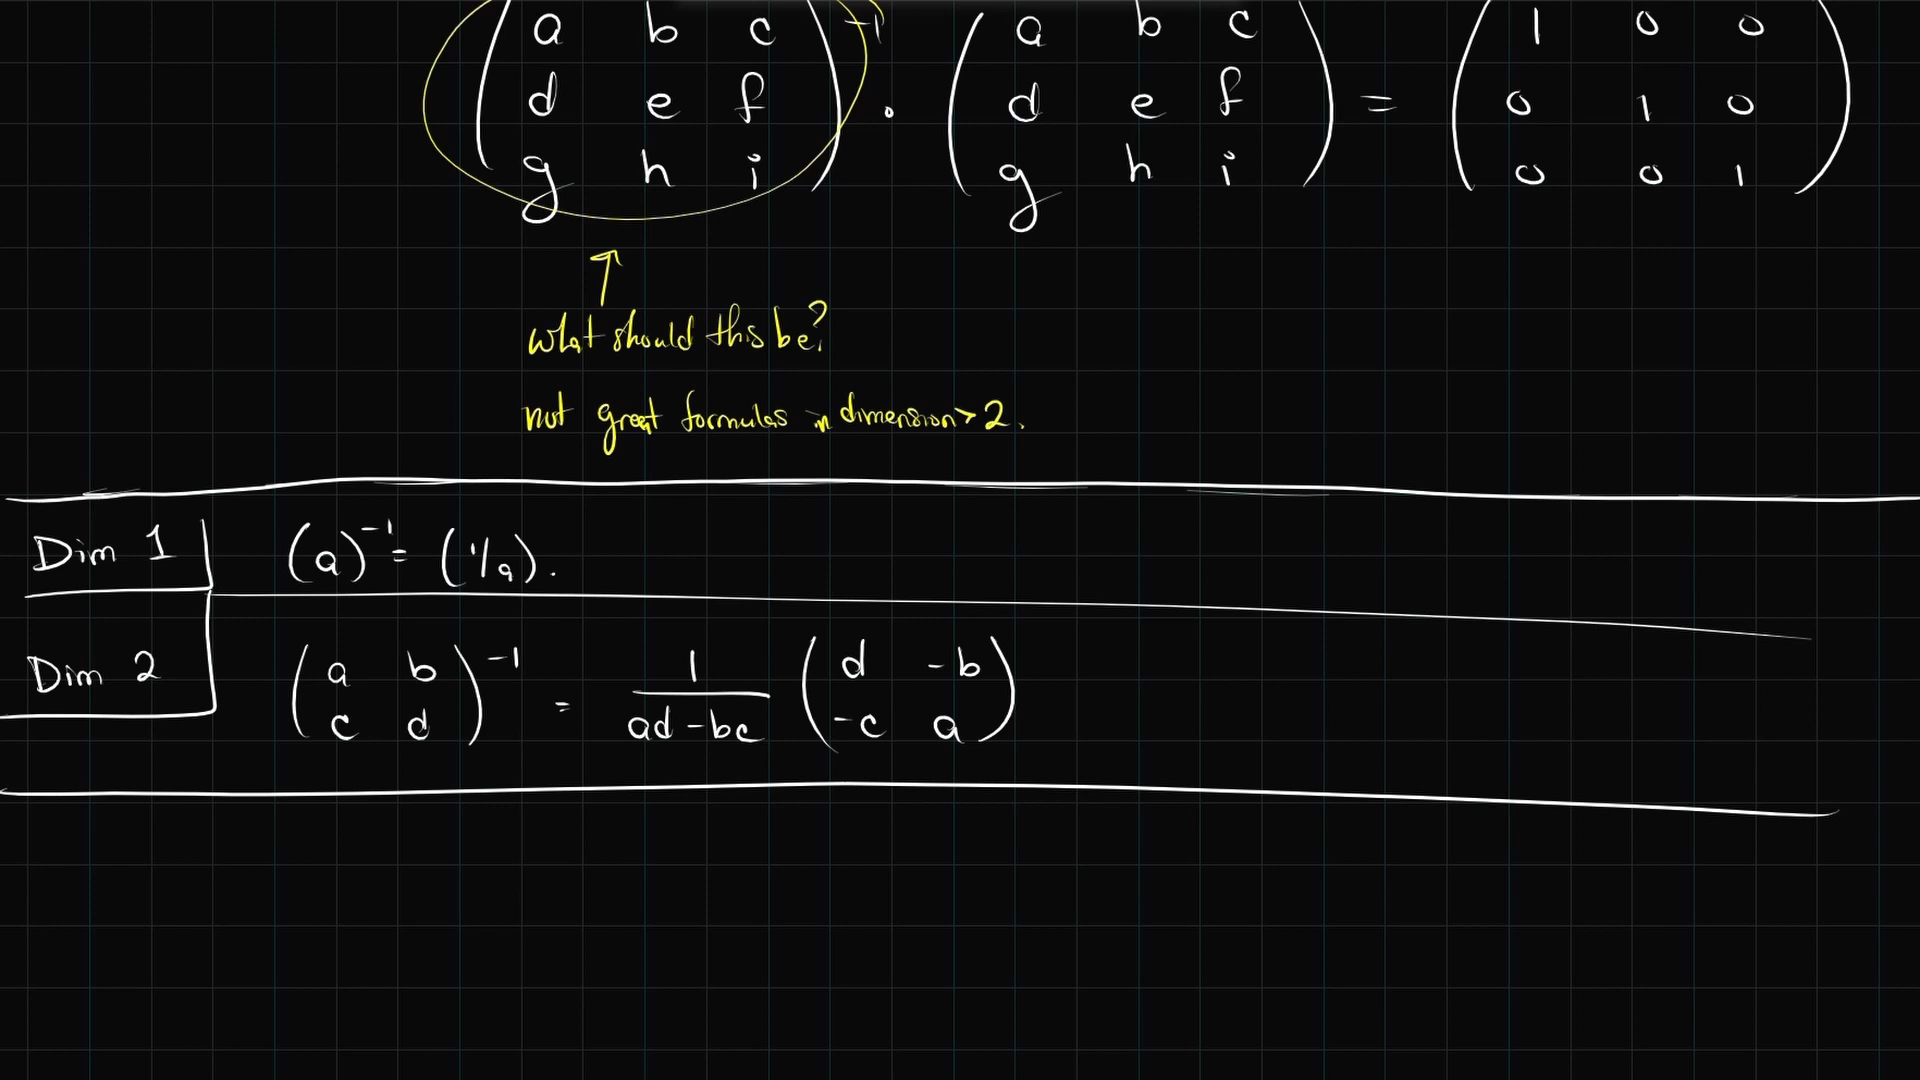 ( a b c )⁻¹ ( a b c ) ( 1 0 0 )
( d e f ) · ( d e f ) = ( 0 1 0 )
( g h i ) ( g h i ) ( 0 0 1 )
↑
what should this be?
not great formulas in dimension > 2.
Dim 1 (a)⁻¹ = (1/a).
Dim 2 ( a b )⁻¹ = 1 ( d -b )
( c d ) ad - bc ( -c a )